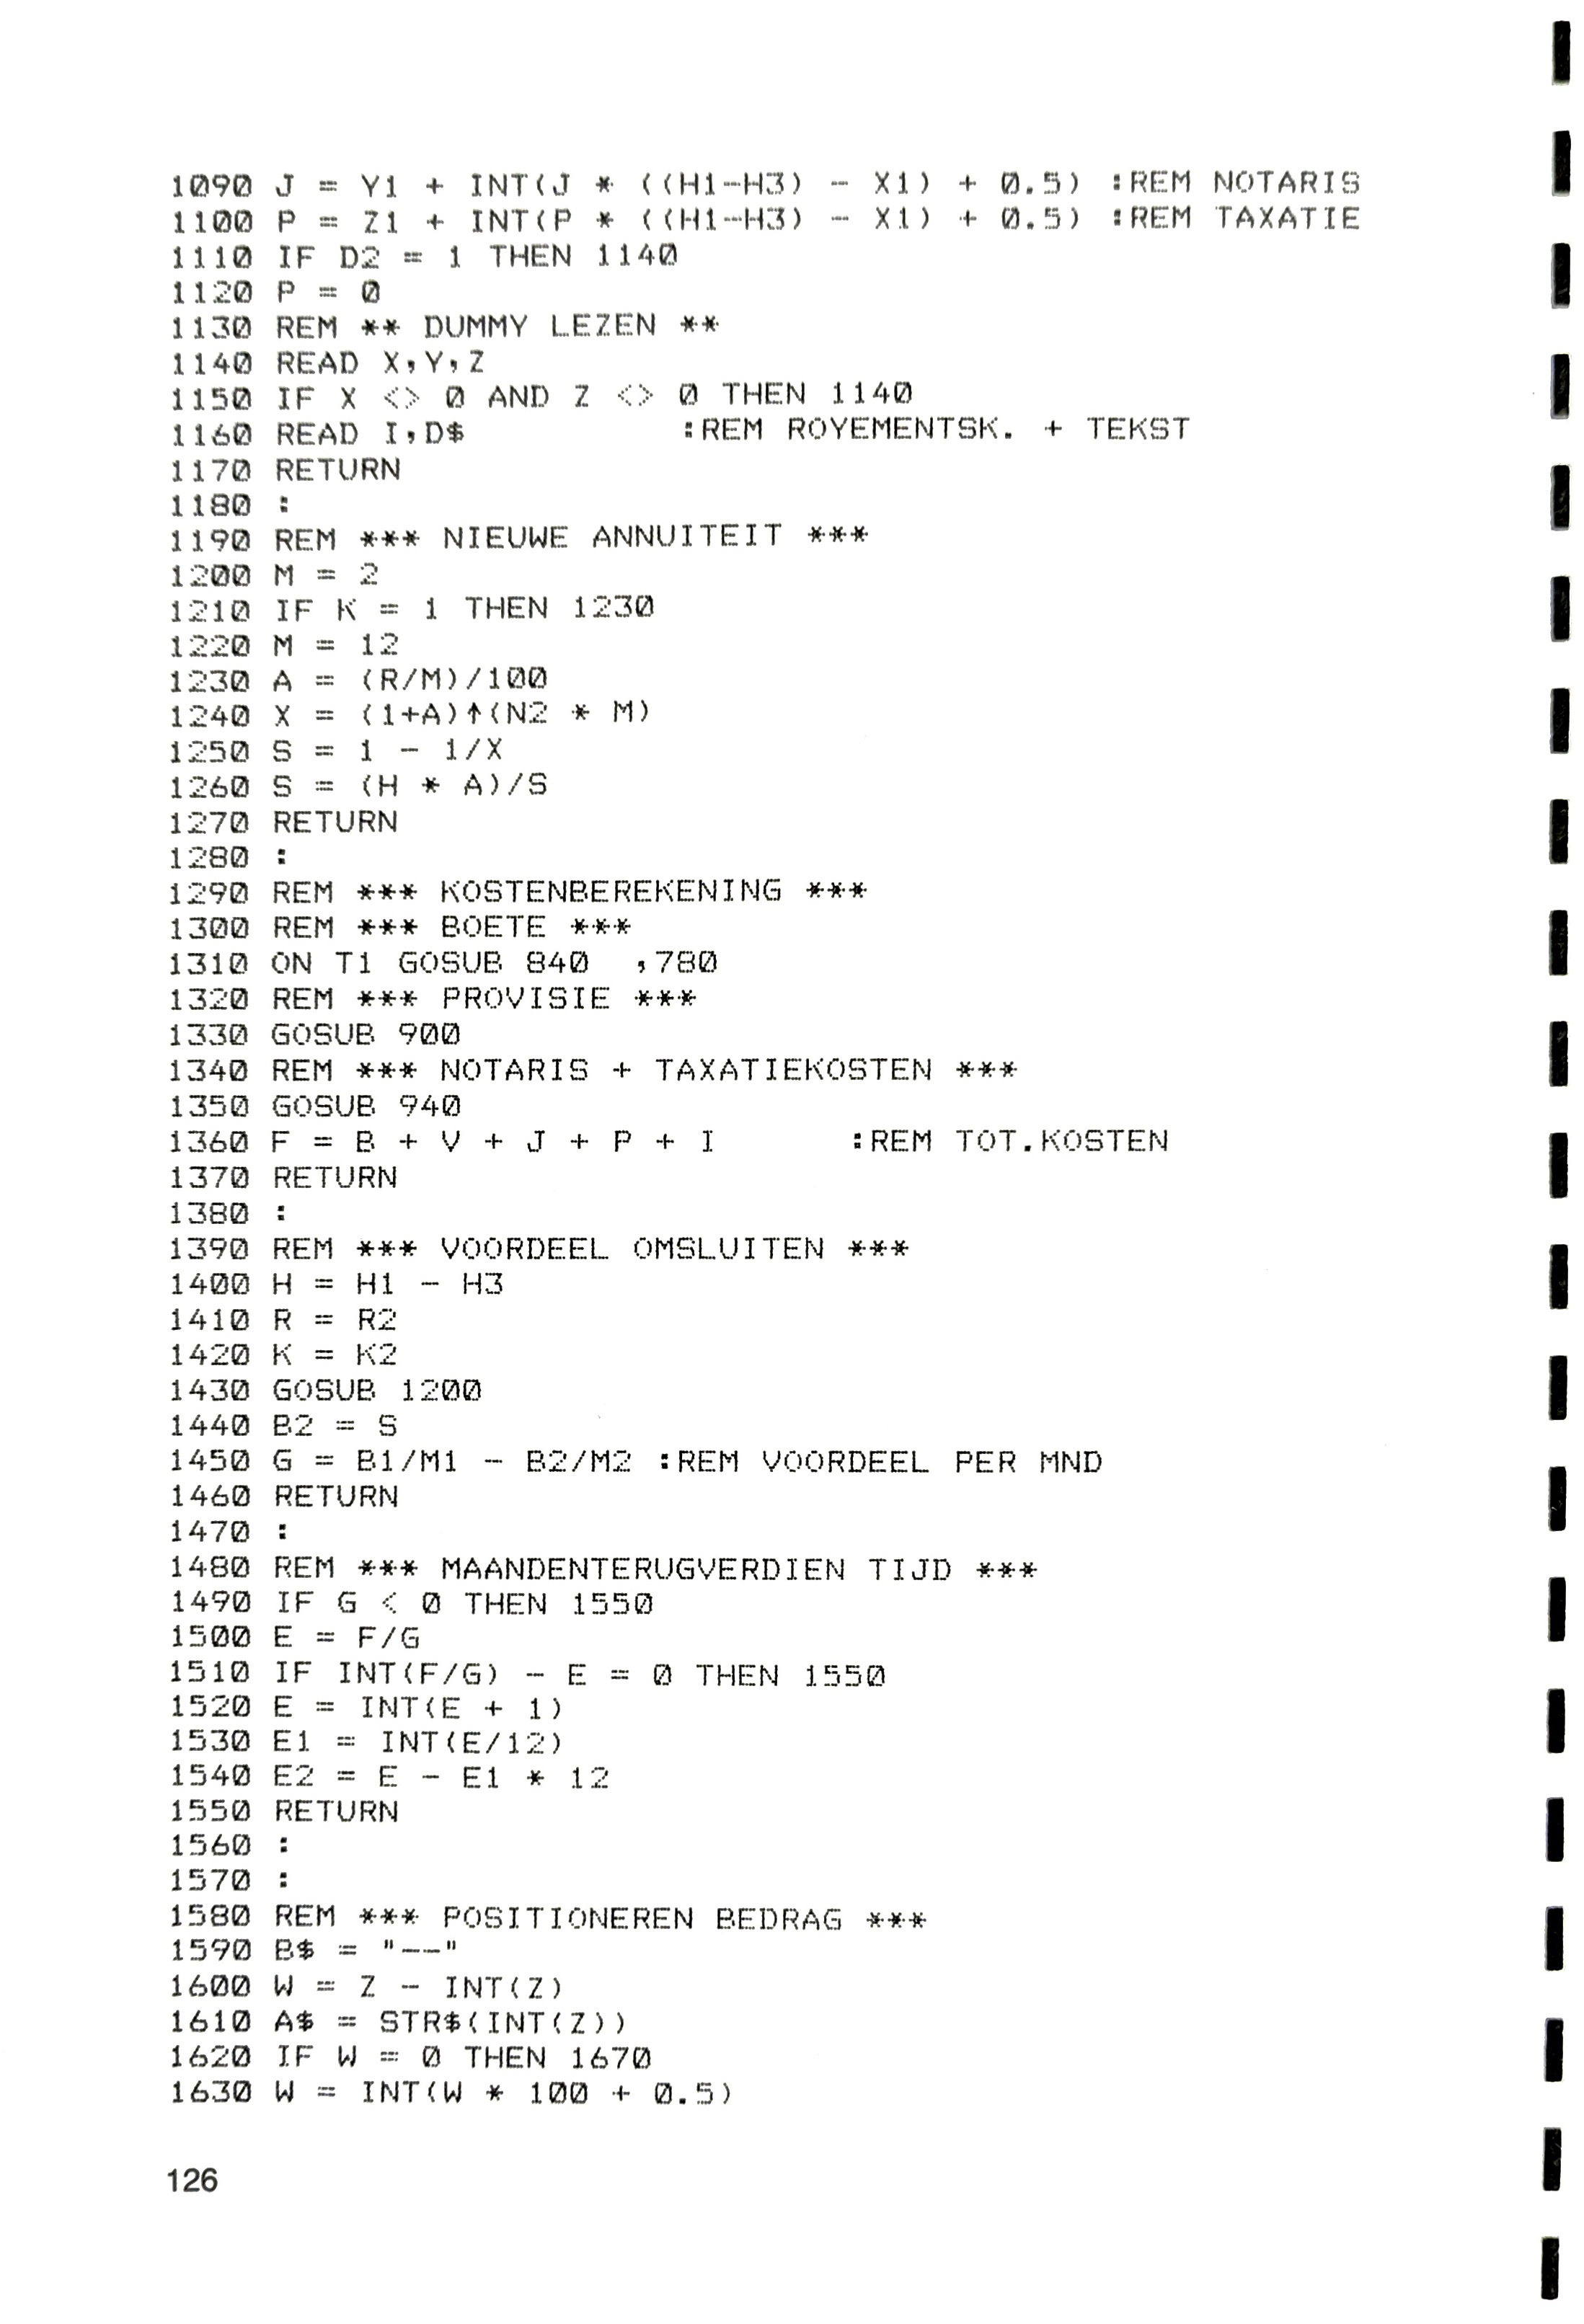 1090 J = Y1 + INT(J * ((H1-H3) - X1) + 0.5) :REM NOTARIS
1100 P = Z1 + INT(P * ((H1-H3) - X1) + 0.5) :REM TAXATIE
1110 IF D2 = 1 THEN 1140
1120 P = 0
1130 REM ** DUMMY LEZEN **
1140 READ X,Y,Z
1150 IF X <> 0 AND Z <> 0 THEN 1140
1160 READ I,D$ :REM ROYEMENTSK. + TEKST
1170 RETURN
1180 :
1190 REM *** NIEUWE ANNUITEIT ***
1200 M = 2
1210 IF K = 1 THEN 1230
1220 M = 12
1230 A = (R/M)/100
1240 X = (1+A)↑(N2 * M)
1250 S = 1 - 1/X
1260 S = (H * A)/S
1270 RETURN
1280 :
1290 REM *** KOSTENBEREKENING ***
1300 REM *** BOETE ***
1310 ON T1 GOSUB 840 ,780
1320 REM *** PROVISIE ***
1330 GOSUB 900
1340 REM *** NOTARIS + TAXATIEKOSTEN ***
1350 GOSUB 940
1360 F = B + V + J + P + I :REM TOT.KOSTEN
1370 RETURN
1380 :
1390 REM *** VOORDEEL OMSLUITEN ***
1400 H = H1 - H3
1410 R = R2
1420 K = K2
1430 GOSUB 1200
1440 B2 = S
1450 G = B1/M1 - B2/M2 :REM VOORDEEL PER MND
1460 RETURN
1470 :
1480 REM *** MAANDENTERUGVERDIEN TIJD ***
1490 IF G < 0 THEN 1550
1500 E = F/G
1510 IF INT(F/G) - E = 0 THEN 1550
1520 E = INT(E + 1)
1530 E1 = INT(E/12)
1540 E2 = E - E1 * 12
1550 RETURN
1560 :
1570 :
1580 REM *** POSITIONEREN BEDRAG ***
1590 B$ = "--"
1600 W = Z - INT(Z)
1610 A$ = STR$(INT(Z))
1620 IF W = 0 THEN 1670
1630 W = INT(W * 100 + 0.5)
126